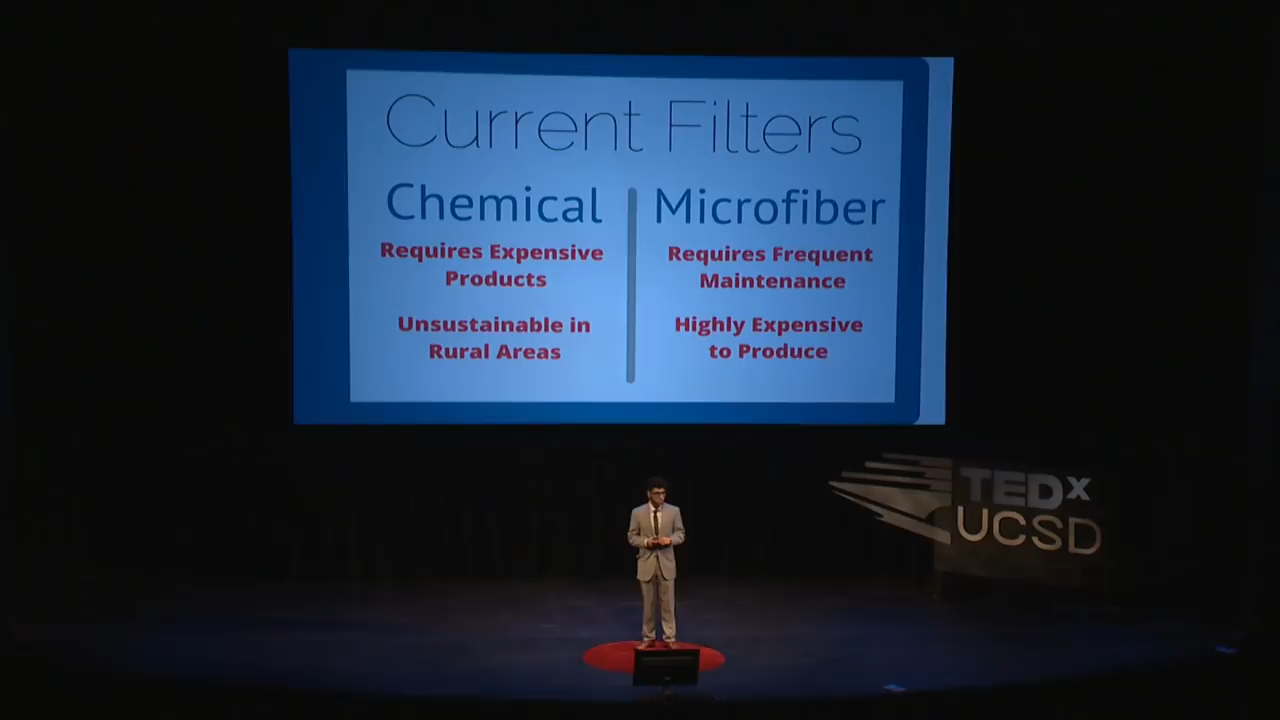 Current Filters
Chemical
Requires Expensive
Products
Unsustainable in
Rural Areas
Microfiber
Requires Frequent
Maintenance
Highly Expensive
to Produce
TEDx
UCSD